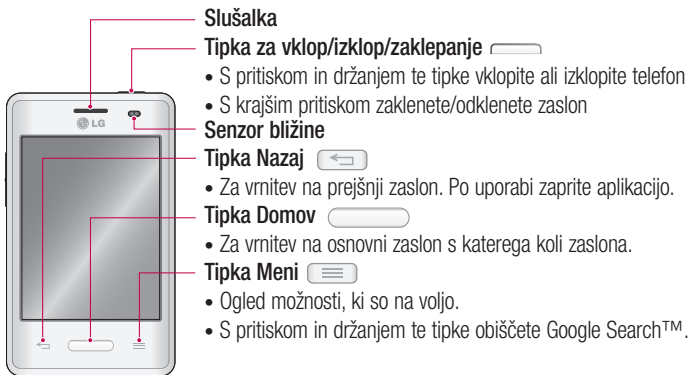 Slušalka
Tipka za vklop/izklop/zaklepanje
• S pritiskom in držanjem te tipke vklopite ali izklopite telefon
• S krajšim pritiskom zaklenete/odklenete zaslon
Senzor bližine
Tipka Nazaj
• Za vrnitev na prejšnji zaslon. Po uporabi zaprite aplikacijo.
Tipka Domov
• Za vrnitev na osnovni zaslon s katerega koli zaslona.
Tipka Meni
• Ogled možnosti, ki so na voljo.
• S pritiskom in držanjem te tipke obiščete Google Search™.
LG